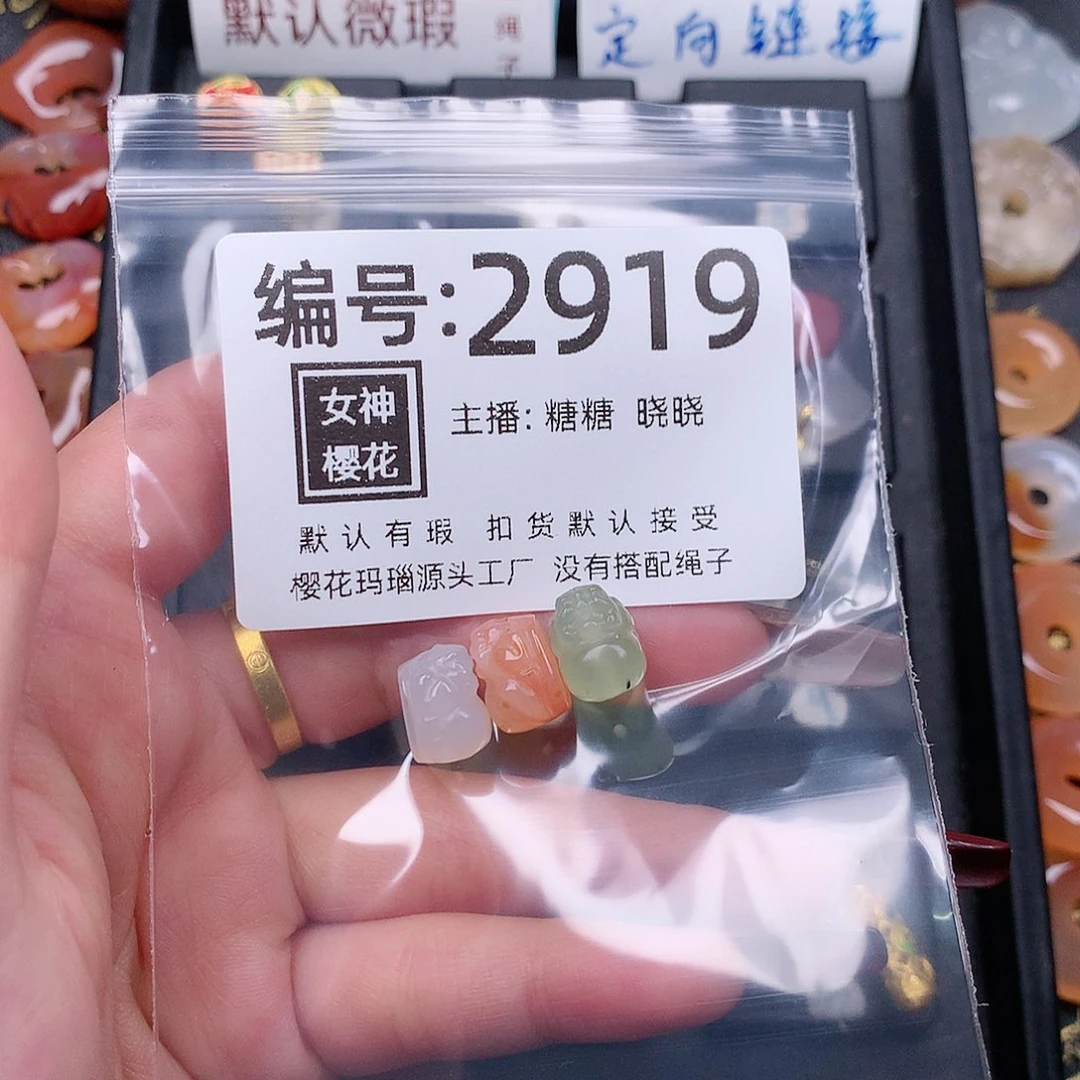 默认微瑕
绳子
定向链接
编号:2919
女神
樱花
主播: 糖糖 晓晓
默认有瑕 扣货默认接受
樱花玛瑙源头工厂 没有搭配绳子